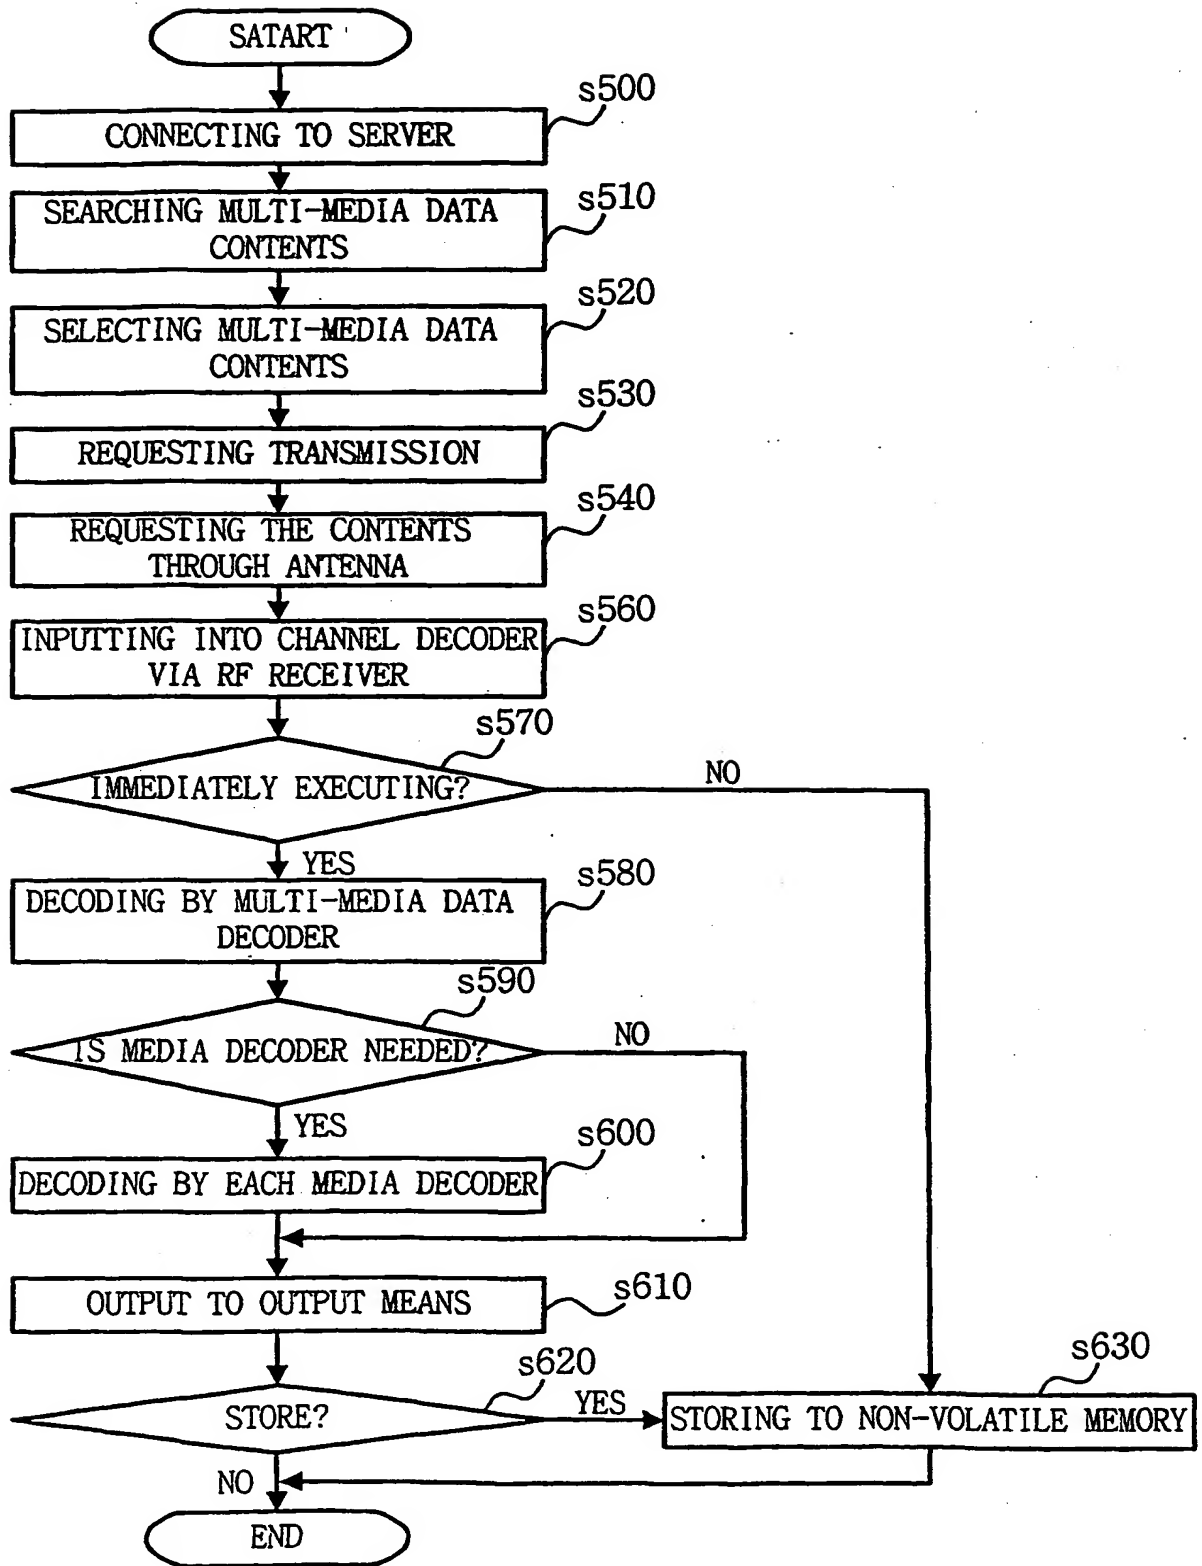 SATART
s500
CONNECTING TO SERVER
s510
SEARCHING MULTI-MEDIA DATA
CONTENTS
s520
SELECTING MULTI-MEDIA DATA
CONTENTS
s530
REQUESTING TRANSMISSION
s540
REQUESTING THE CONTENTS
THROUGH ANTENNA
s560
INPUTTING INTO CHANNEL DECODER
VIA RF RECEIVER
s570
IMMEDIATELY EXECUTING?
NO
YES
s580
DECODING BY MULTI-MEDIA DATA
DECODER
s590
IS MEDIA DECODER NEEDED?
NO
YES
s600
DECODING BY EACH MEDIA DECODER
s610
OUTPUT TO OUTPUT MEANS
s620
STORE?
YES
s630
STORING TO NON-VOLATILE MEMORY
NO
END